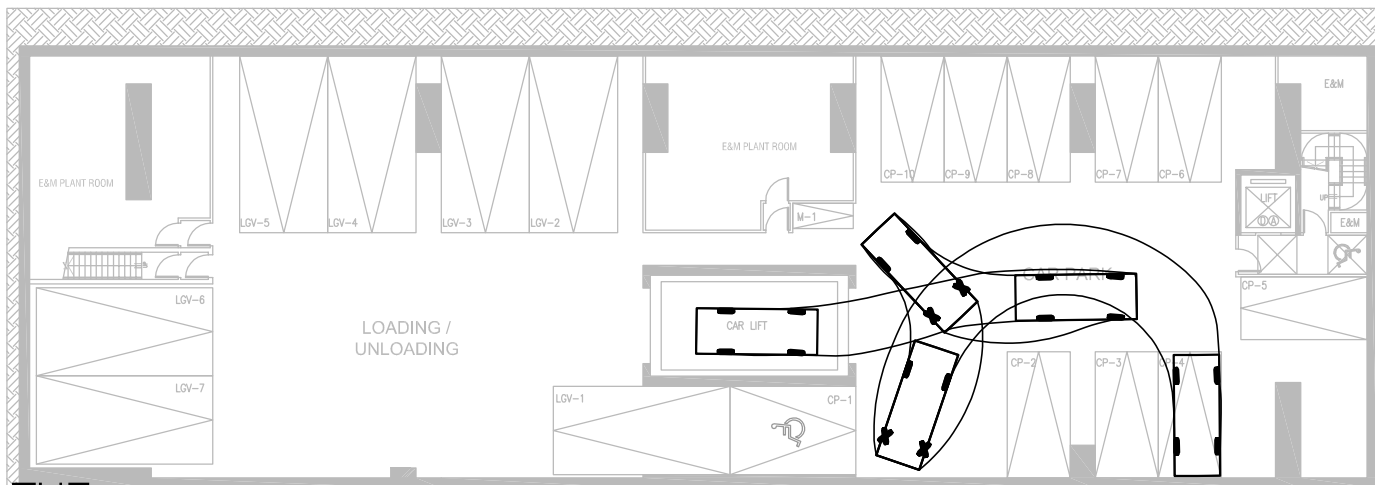 E&M
E&M PLANT ROOM
E&M PLANT ROOM
CP-10
CP-9
CP-8
CP-7
CP-6
LIFT
UP
LGV-5
LGV-4
LGV-3
LGV-2
M-1
E&M
CAR PARK
CP-5
LGV-6
LOADING /
UNLOADING
CAR LIFT
CP-2
CP-3
CP-4
LGV-7
LGV-1
CP-1